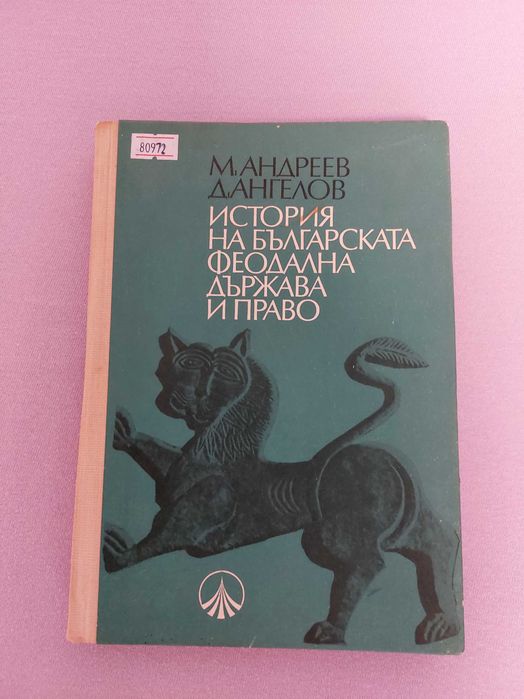 80972
М. АНДРЕЕВ
Д. АНГЕЛОВ
ИСТОРИЯ
НА БЪЛГАРСКАТА
ФЕОДАЛНА
ДЪРЖАВА
И ПРАВО